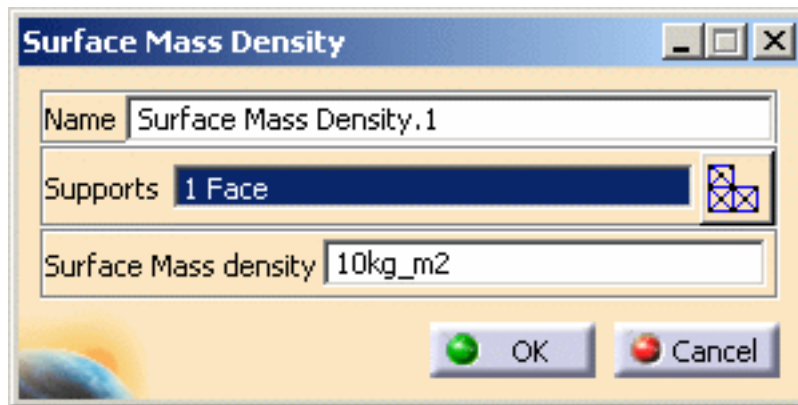 Surface Mass Density
Name Surface Mass Density.1
Supports 1 Face
Surface Mass density 10kg_m2
OK Cancel